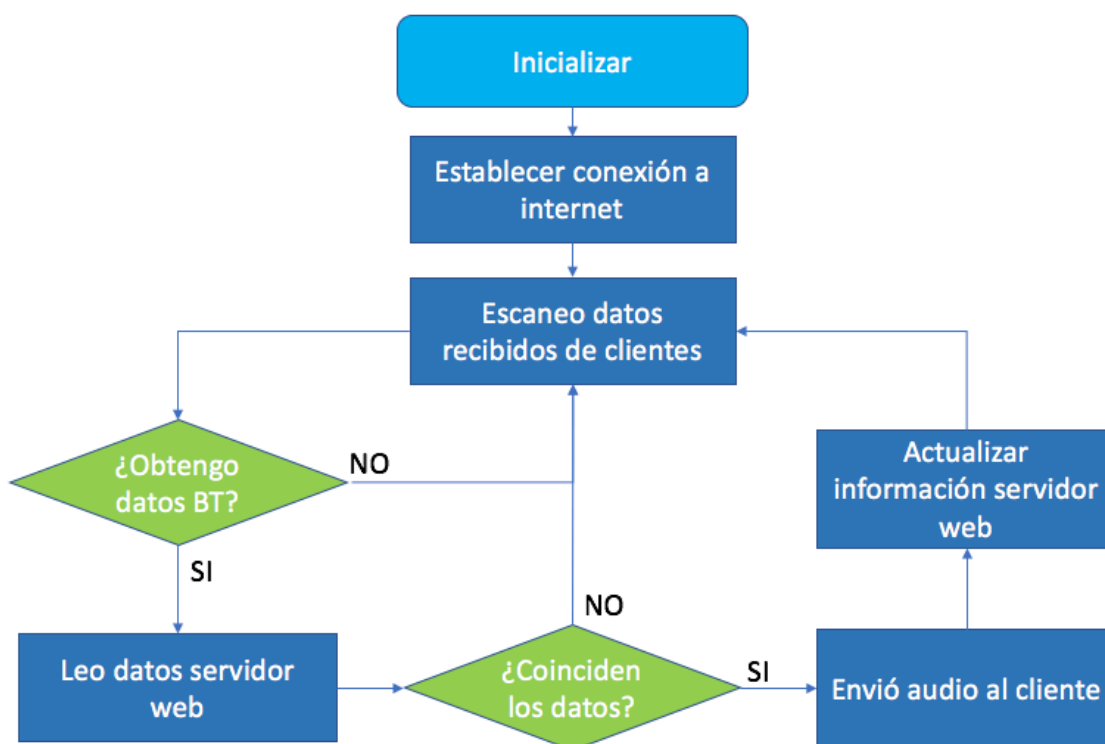 Inicializar
Establecer conexión a
internet
Escaneo datos
recibidos de clientes
¿Obtengo
datos BT?
NO
SI
Actualizar
información servidor
web
Leo datos servidor
web
NO
¿Coinciden
los datos?
SI
Envió audio al cliente